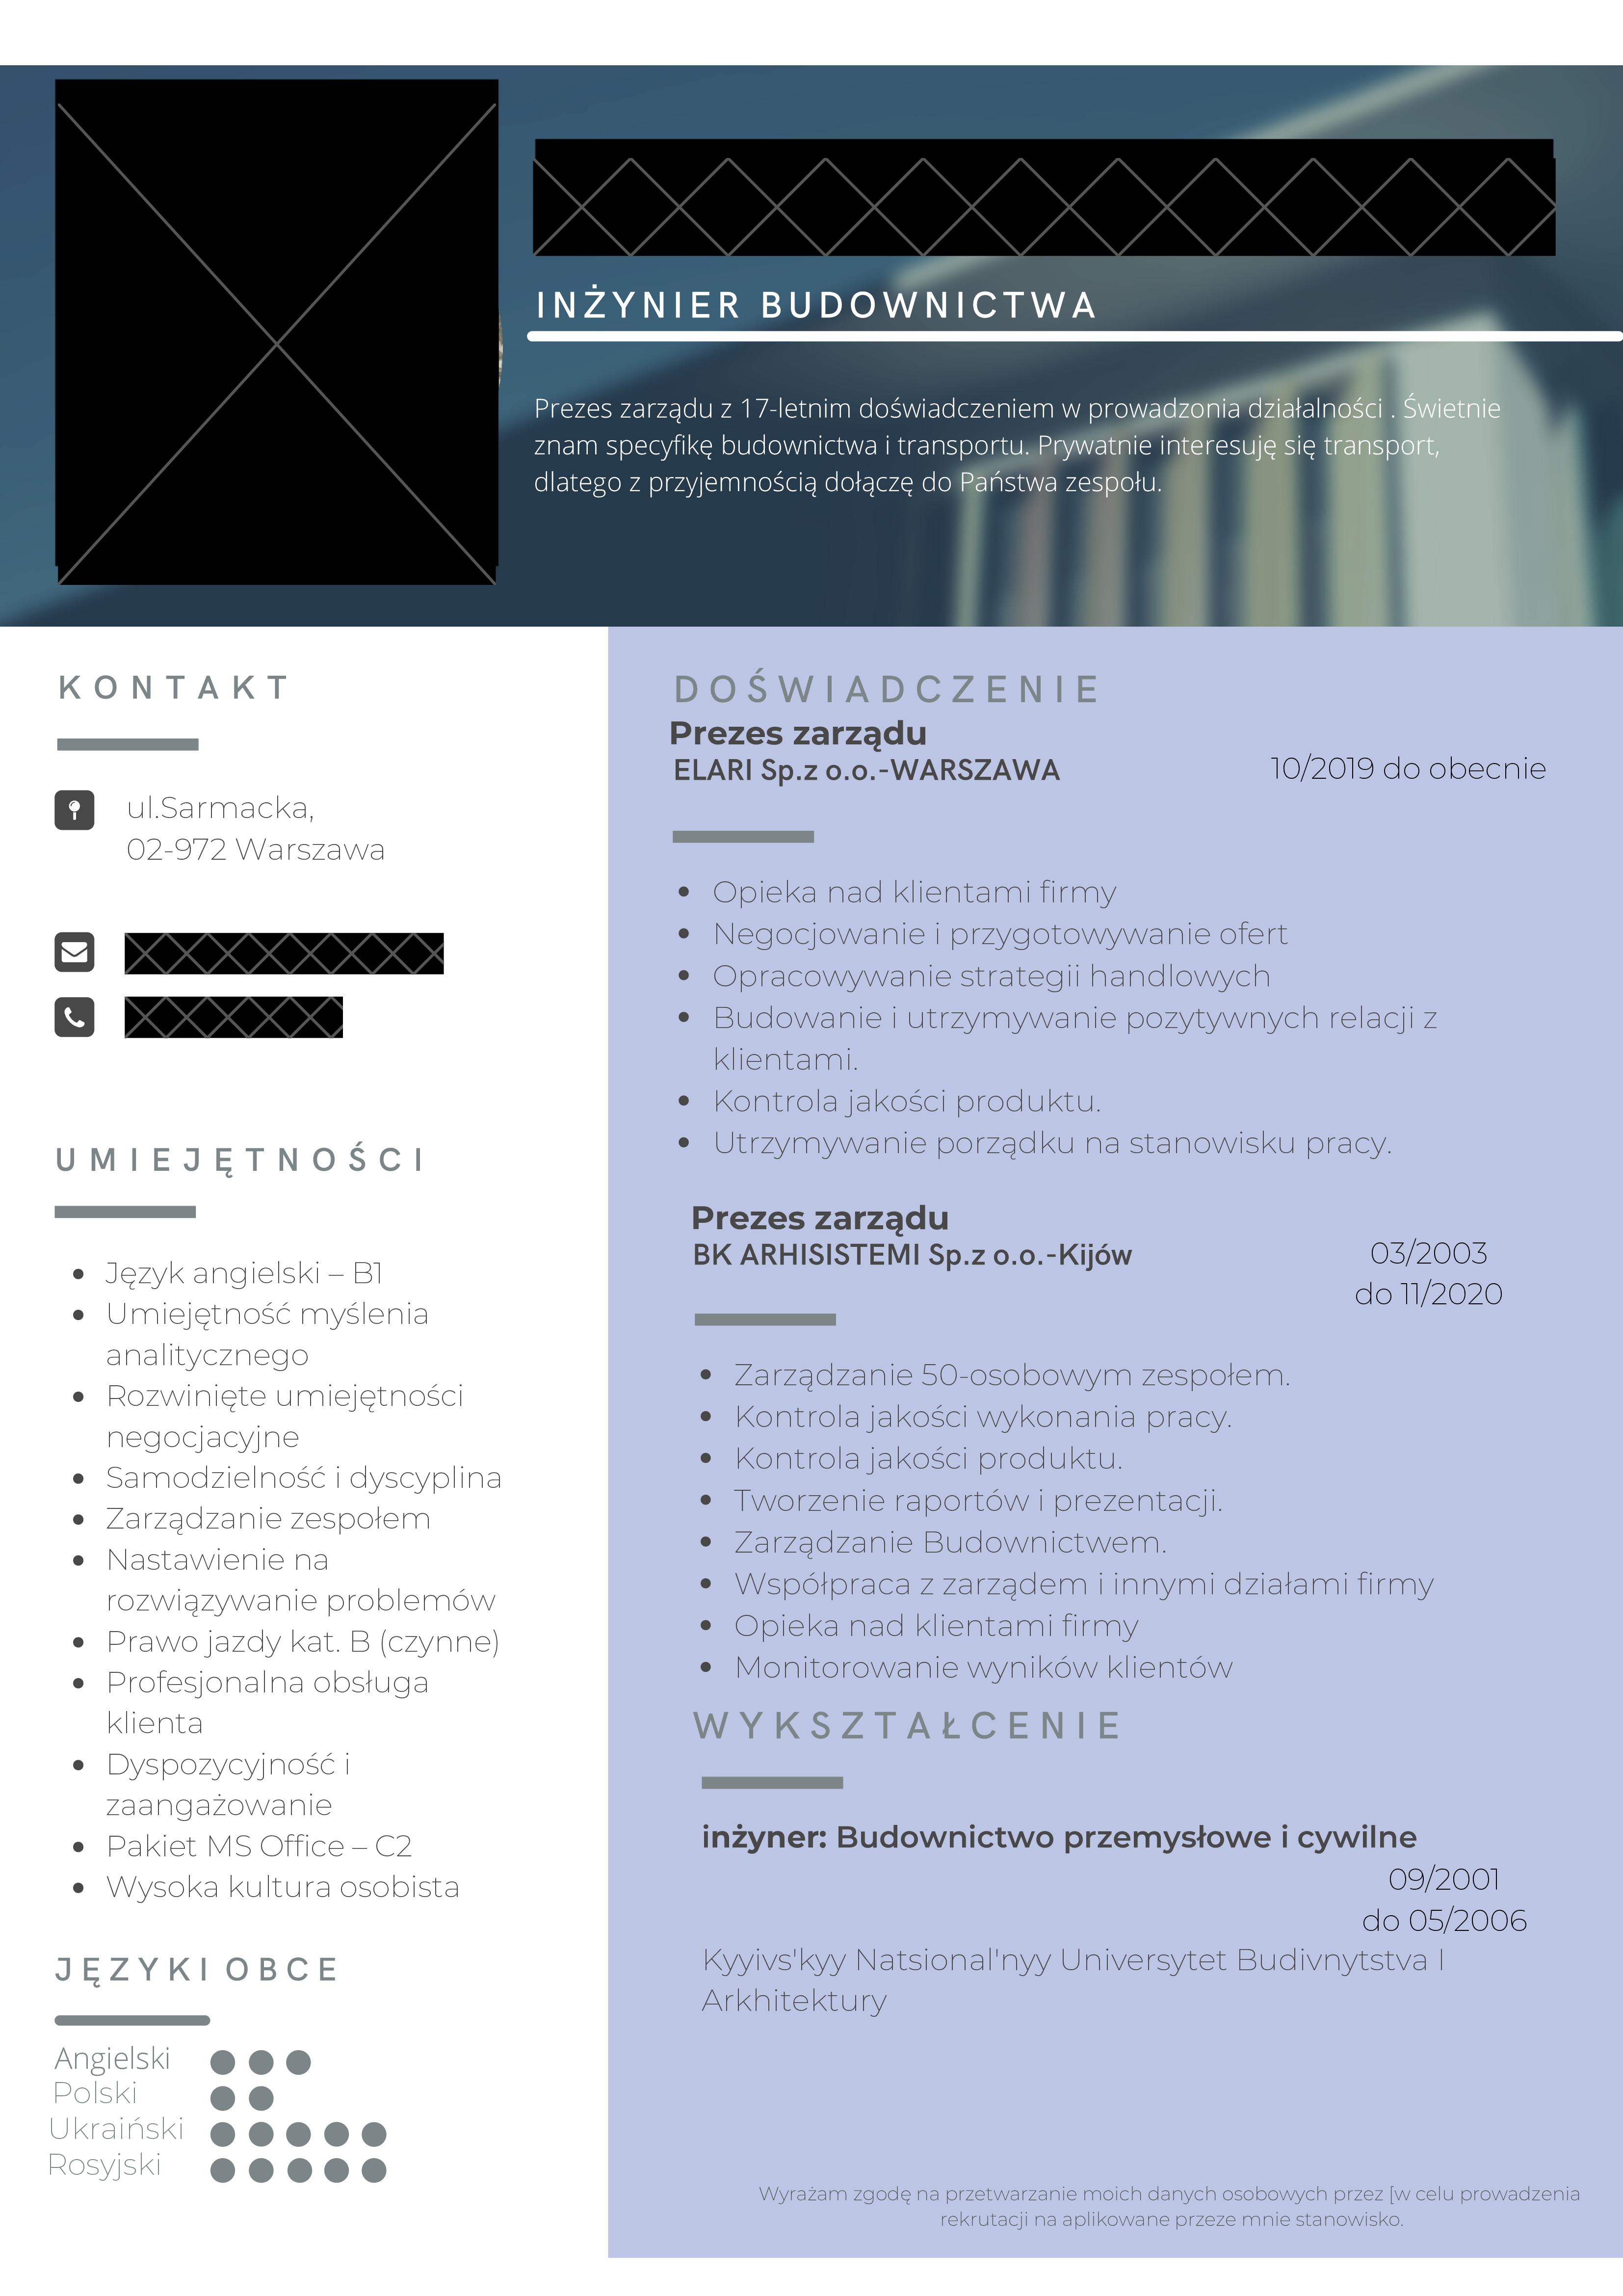 INŻYNIER BUDOWNICTWA
Prezes zarządu z 17-letnim doświadczeniem w prowadzonia działalności . Świetnie
znam specyfikę budownictwa i transportu. Prywatnie interesuję się transport,
dlatego z przyjemnością dołączę do Państwa zespołu.
KONTAKT
ul.Sarmacka,
02-972 Warszawa
UMIEJĘTNOŚCI
• Język angielski – B1
• Umiejętność myślenia
analitycznego
• Rozwinięte umiejętności
negocjacyjne
• Samodzielność i dyscyplina
• Zarządzanie zespołem
• Nastawienie na
rozwiązywanie problemów
• Prawo jazdy kat. B (czynne)
• Profesjonalna obsługa
klienta
• Dyspozycyjność i
zaangażowanie
• Pakiet MS Office – C2
• Wysoka kultura osobista
JĘZYKI OBCE
Angielski
Polski
Ukraiński
Rosyjski
DOŚWIADCZENIE
Prezes zarządu
ELARI Sp.z o.o.-WARSZAWA 10/2019 do obecnie
• Opieka nad klientami firmy
• Negocjowanie i przygotowywanie ofert
• Opracowywanie strategii handlowych
• Budowanie i utrzymywanie pozytywnych relacji z
klientami.
• Kontrola jakości produktu.
• Utrzymywanie porządku na stanowisku pracy.
Prezes zarządu
BK ARHISISTEMI Sp.z o.o.-Kijów 03/2003
do 11/2020
• Zarządzanie 50-osobowym zespołem.
• Kontrola jakości wykonania pracy.
• Kontrola jakości produktu.
• Tworzenie raportów i prezentacji.
• Zarządzanie Budownictwem.
• Współpraca z zarządem i innymi działami firmy
• Opieka nad klientami firmy
• Monitorowanie wyników klientów
WYKSZTAŁCENIE
inżyner: Budownictwo przemysłowe i cywilne
09/2001
do 05/2006
Kyyivs'kyy Natsional'nyy Universytet Budivnytstva I
Arkhitektury
Wyrażam zgodę na przetwarzanie moich danych osobowych przez [w celu prowadzenia
rekrutacji na aplikowane przeze mnie stanowisko.